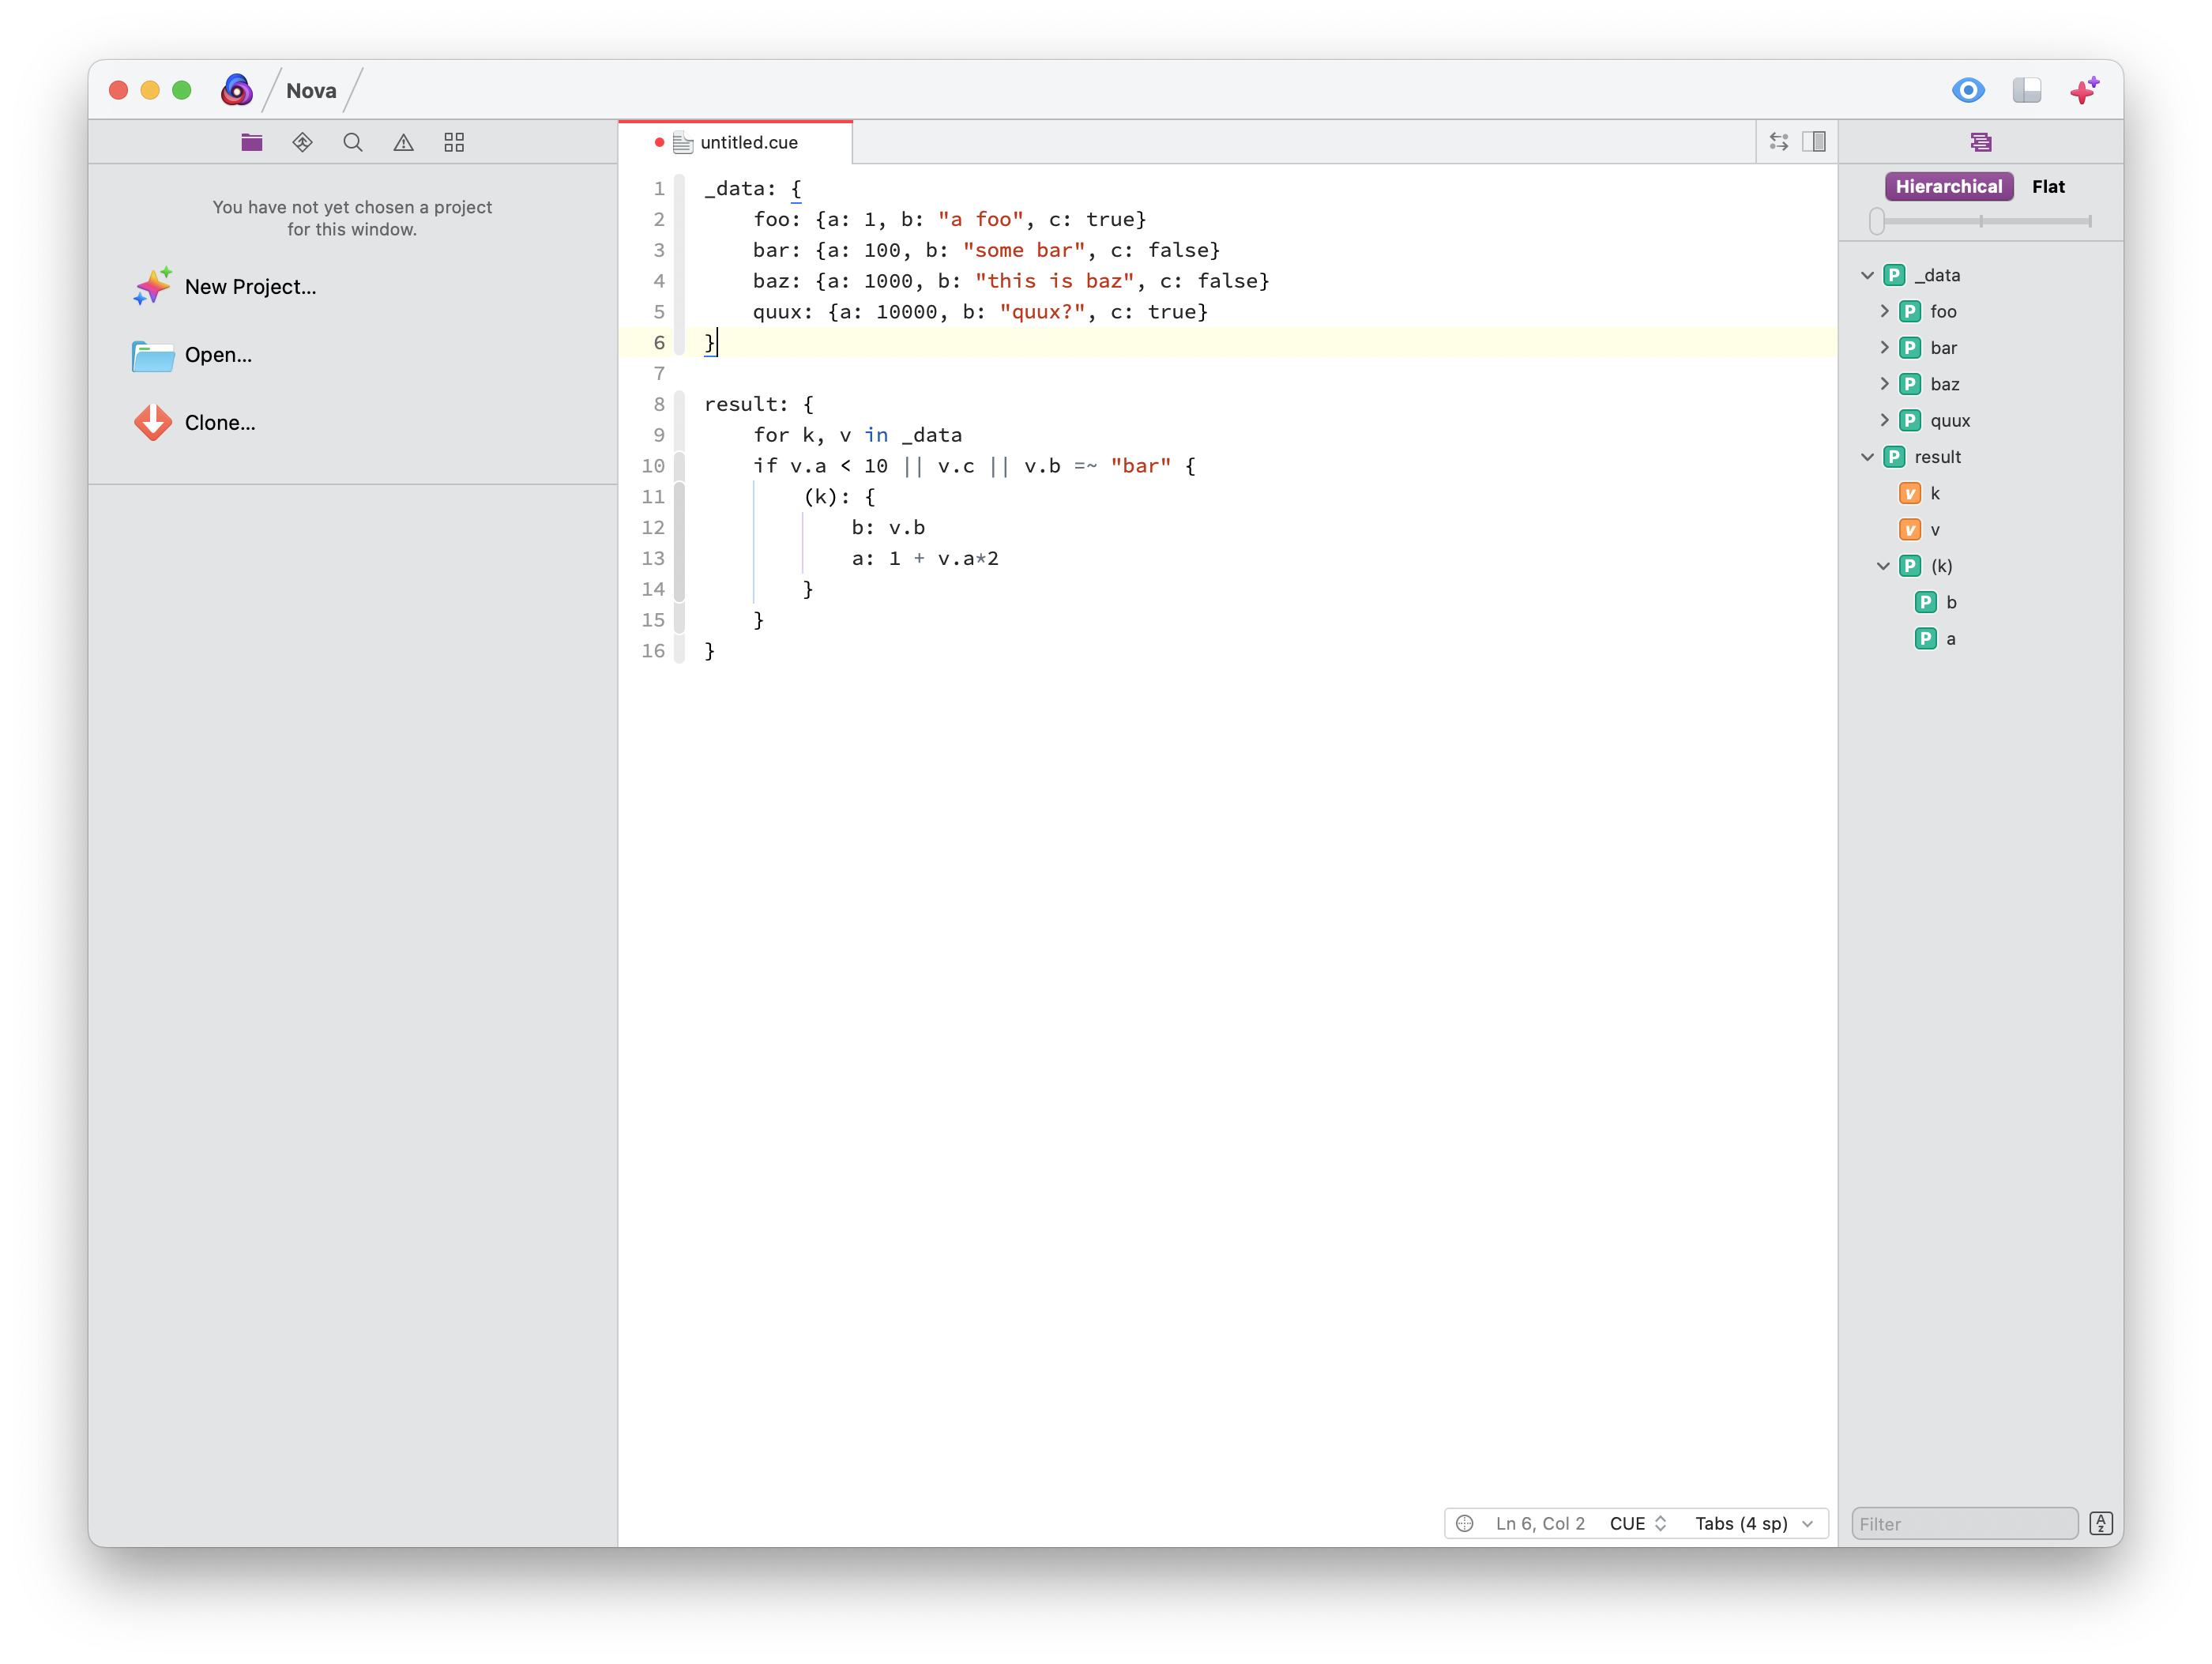 Nova
You have not yet chosen a project
for this window.
New Project...
Open...
Clone...
untitled.cue
1 _data: {
2 foo: {a: 1, b: "a foo", c: true}
3 bar: {a: 100, b: "some bar", c: false}
4 baz: {a: 1000, b: "this is baz", c: false}
5 quux: {a: 10000, b: "quux?", c: true}
6 }
7
8 result: {
9 for k, v in _data
10 if v.a < 10 || v.c || v.b =~ "bar" {
11 (k): {
12 b: v.b
13 a: 1 + v.a*2
14 }
15 }
16 }
Ln 6, Col 2 CUE Tabs (4 sp)
Hierarchical Flat
P _data
P foo
P bar
P baz
P quux
P result
v k
v v
P (k)
P b
P a
Filter
A
z